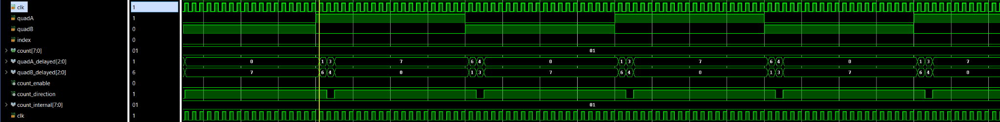 clk 1
quadA 1
quadB 0
index 0
count[7:0] 01 01
quadA_delayed[2:0] 1 0 1 3 7 6 4 0 1 3 7 6 4 0 1 3 7
quadB_delayed[2:0] 6 7 6 4 0 1 3 7 6 4 0 1 3 7 6 4 0
count_enable 0
count_direction 1
count_internal[7:0] 01 01
clk 1